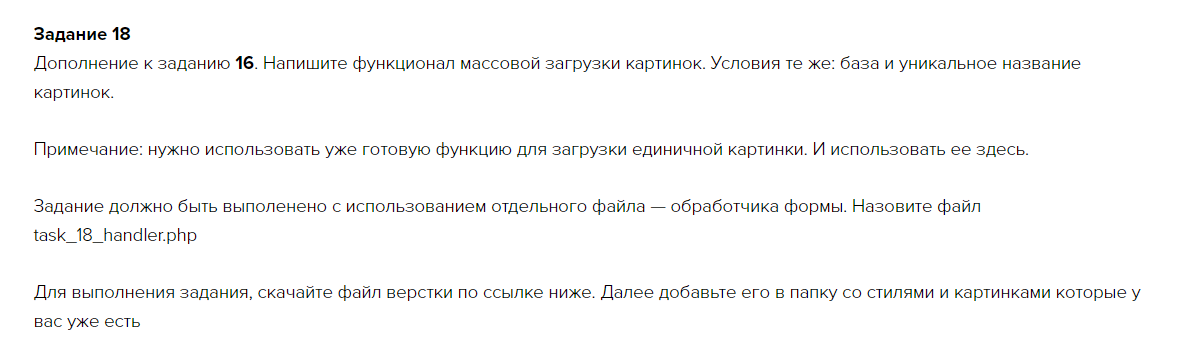 Задание 18
Дополнение к заданию 16. Напишите функционал массовой загрузки картинок. Условия те же: база и уникальное название
картинок.
Примечание: нужно использовать уже готовую функцию для загрузки единичной картинки. И использовать ее здесь.
Задание должно быть выполенено с использованием отдельного файла — обработчика формы. Назовите файл
task_18_handler.php
Для выполнения задания, скачайте файл верстки по ссылке ниже. Далее добавьте его в папку со стилями и картинками которые у
вас уже есть